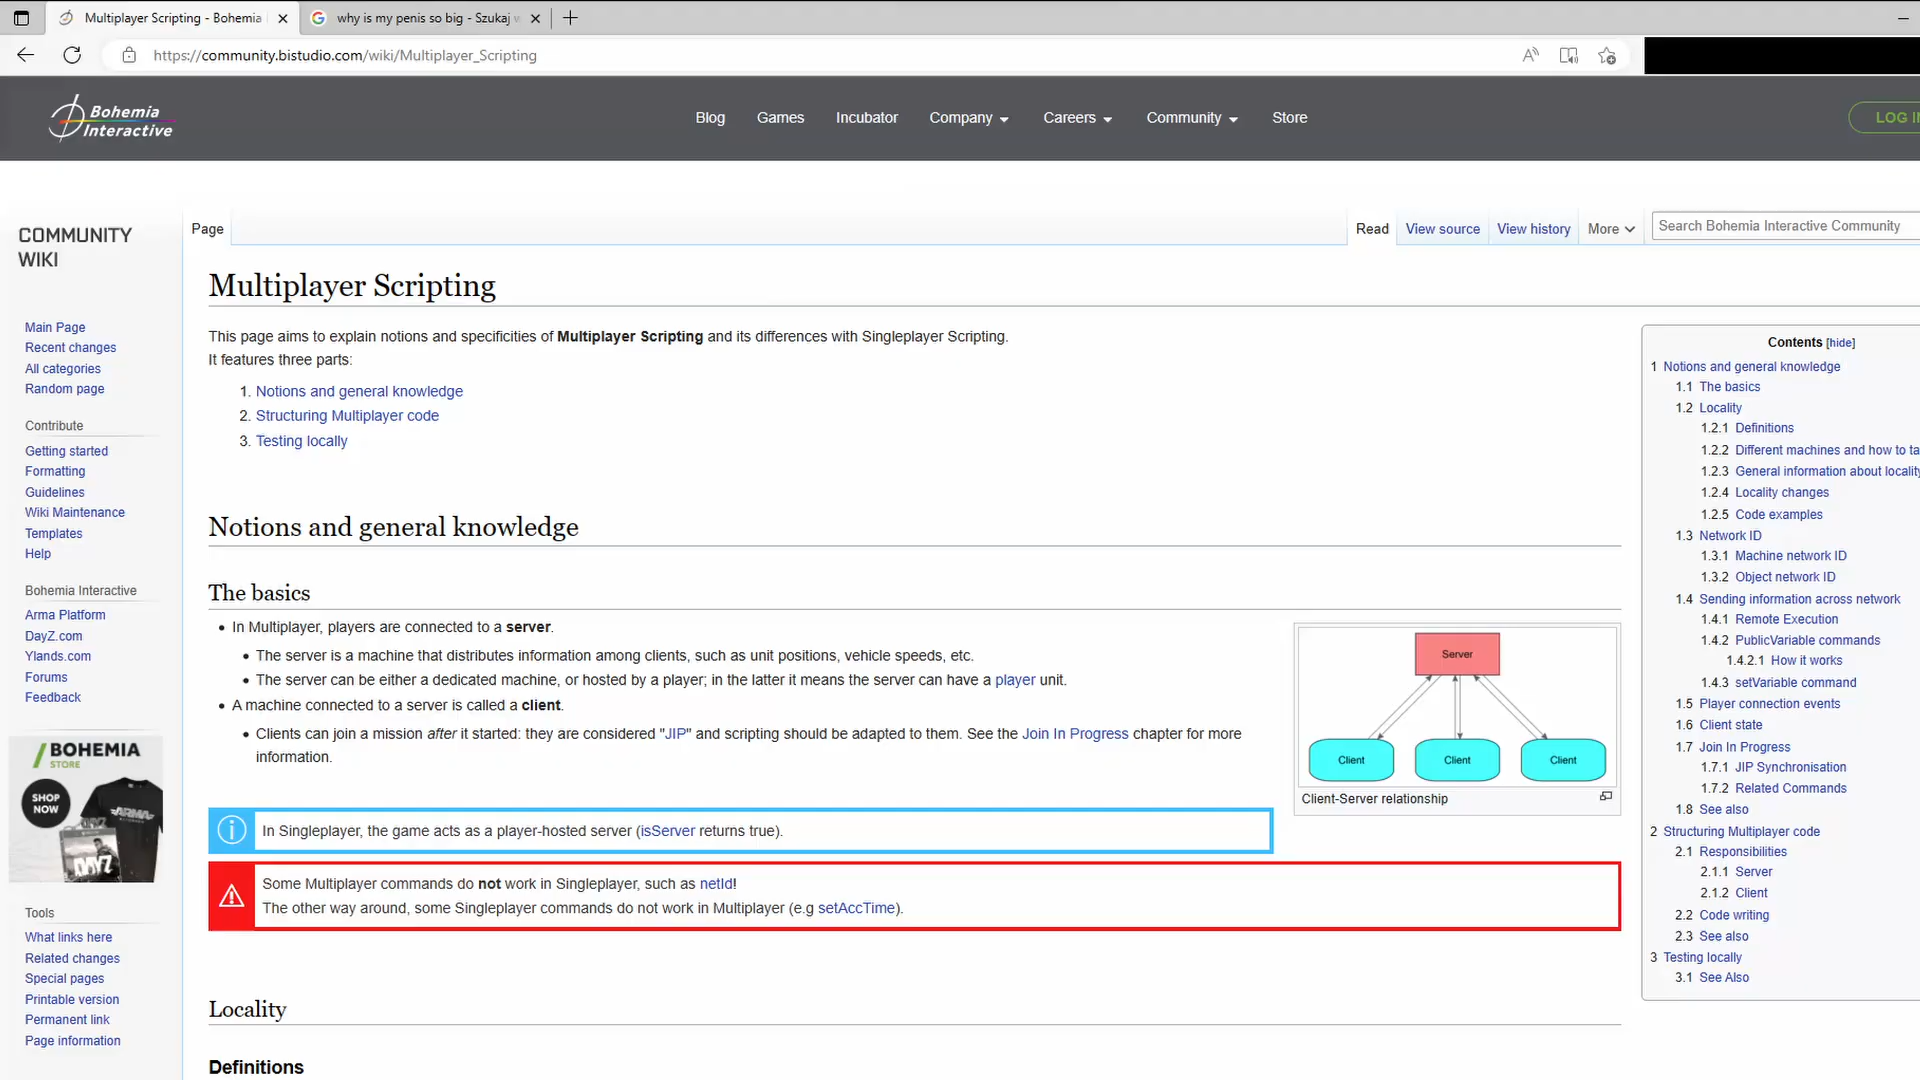 Multiplayer Scripting - Bohemia
why is my penis so big - Szukaj w
https://community.bistudio.com/wiki/Multiplayer_Scripting
Bohemia
Interactive
Blog
Games
Incubator
Company
Careers
Community
Store
LOG IN
COMMUNITY
WIKI
Main Page
Recent changes
All categories
Random page
Contribute
Getting started
Formatting
Guidelines
Wiki Maintenance
Templates
Help
Bohemia Interactive
Arma Platform
DayZ.com
Ylands.com
Forums
Feedback
BOHEMIA
STORE
SHOP
NOW
ARMA
DAYZ
Tools
What links here
Related changes
Special pages
Printable version
Permanent link
Page information
Page
Read
View source
View history
More
Search Bohemia Interactive Community
Multiplayer Scripting
This page aims to explain notions and specificities of Multiplayer Scripting and its differences with Singleplayer Scripting.
It features three parts:
1. Notions and general knowledge
2. Structuring Multiplayer code
3. Testing locally
Notions and general knowledge
The basics
In Multiplayer, players are connected to a server.
The server is a machine that distributes information among clients, such as unit positions, vehicle speeds, etc.
The server can be either a dedicated machine, or hosted by a player; in the latter it means the server can have a player unit.
A machine connected to a server is called a client.
Clients can join a mission after it started: they are considered "JIP" and scripting should be adapted to them. See the Join In Progress chapter for more
information.
Server
Client
Client
Client
Client-Server relationship
In Singleplayer, the game acts as a player-hosted server (isServer returns true).
Some Multiplayer commands do not work in Singleplayer, such as netId!
The other way around, some Singleplayer commands do not work in Multiplayer (e.g setAccTime).
Locality
Definitions
Contents [hide]
1 Notions and general knowledge
1.1 The basics
1.2 Locality
1.2.1 Definitions
1.2.2 Different machines and how to ta
1.2.3 General information about locality
1.2.4 Locality changes
1.2.5 Code examples
1.3 Network ID
1.3.1 Machine network ID
1.3.2 Object network ID
1.4 Sending information across network
1.4.1 Remote Execution
1.4.2 PublicVariable commands
1.4.2.1 How it works
1.4.3 setVariable command
1.5 Player connection events
1.6 Client state
1.7 Join In Progress
1.7.1 JIP Synchronisation
1.7.2 Related Commands
1.8 See also
2 Structuring Multiplayer code
2.1 Responsibilities
2.1.1 Server
2.1.2 Client
2.2 Code writing
2.3 See also
3 Testing locally
3.1 See Also